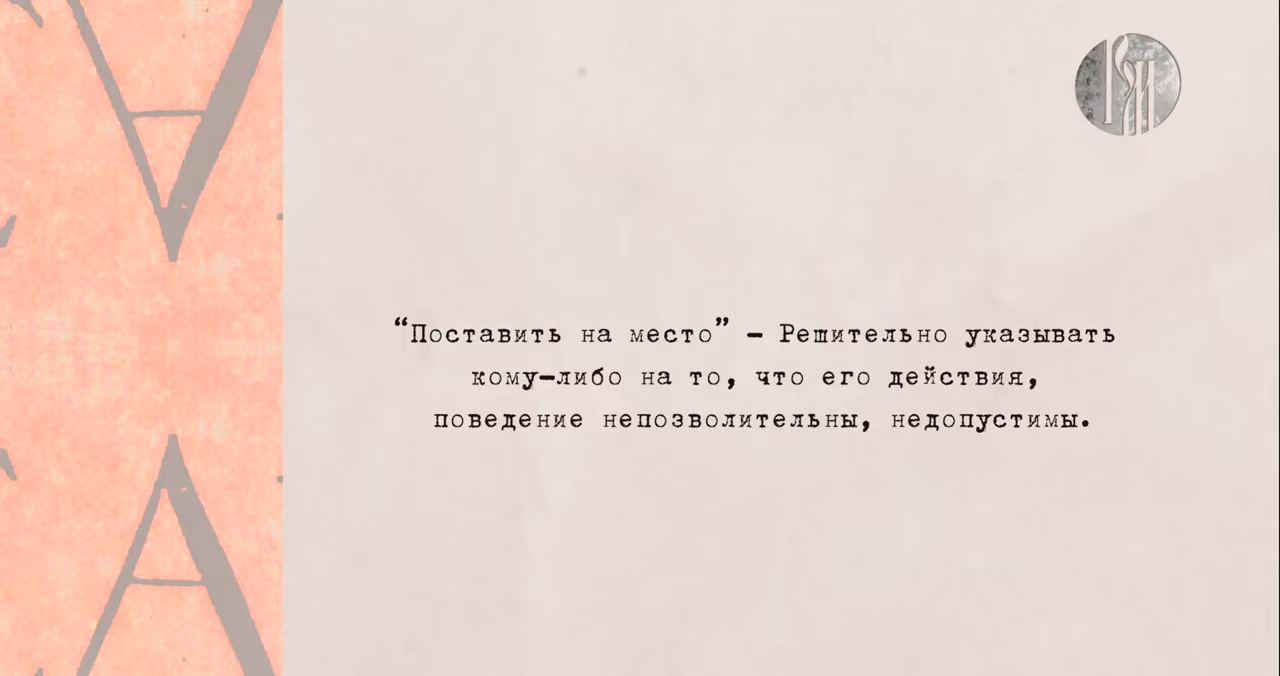 “Поставить на место” – Решительно указывать
кому-либо на то, что его действия,
поведение непозволительны, недопустимы.